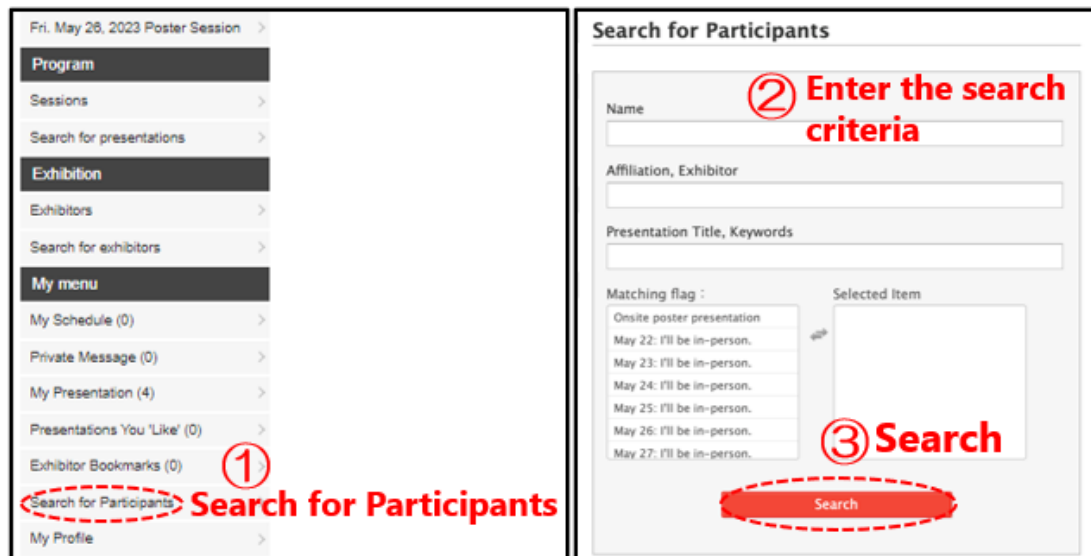 Fri. May 26, 2023 Poster Session
Program
Sessions
Search for presentations
Exhibition
Exhibitors
Search for exhibitors
My menu
My Schedule (0)
Private Message (0)
My Presentation (4)
Presentations You 'Like' (0)
Exhibitor Bookmarks (0)
①
Search for Participants
Search for Participants
My Profile
Search for Participants
② Enter the search
criteria
Name
Affiliation, Exhibitor
Presentation Title, Keywords
Matching flag :
Selected Item
Onsite poster presentation
May 22: I'll be in-person.
May 23: I'll be in-person.
May 24: I'll be in-person.
May 25: I'll be in-person.
May 26: I'll be in-person.
May 27: I'll be in-person.
③ Search
Search